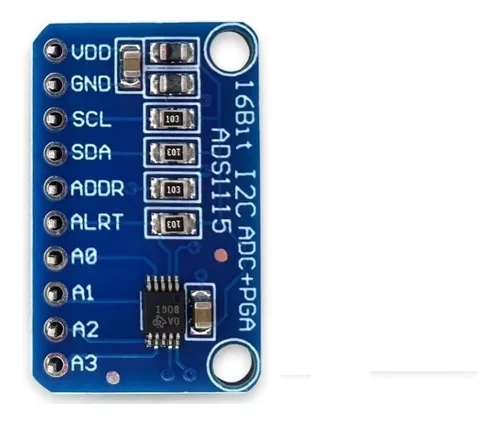 VDD
GND
SCL
SDA
ADDR
ALRT
A0
A1
A2
A3
103
103
103
103
16Bit I2C ADC+PGA
ADS1115
BOGI